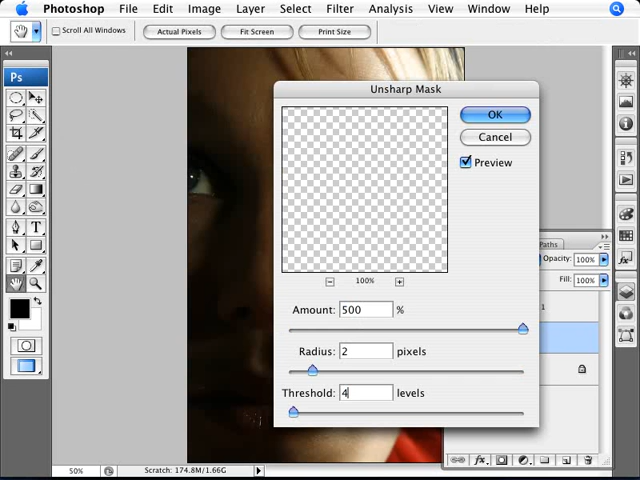 Photoshop File Edit Image Layer Select Filter Analysis View Window Help
Scroll All Windows Actual Pixels Fit Screen Print Size
Unsharp Mask
Ps
OK
Cancel
Preview
Paths
Opacity: 100%
100%
Fill: 100%
Amount: 500 %
1
Radius: 2 pixels
Threshold: 4 levels
50% Scratch: 174.8M/1.66G
fx